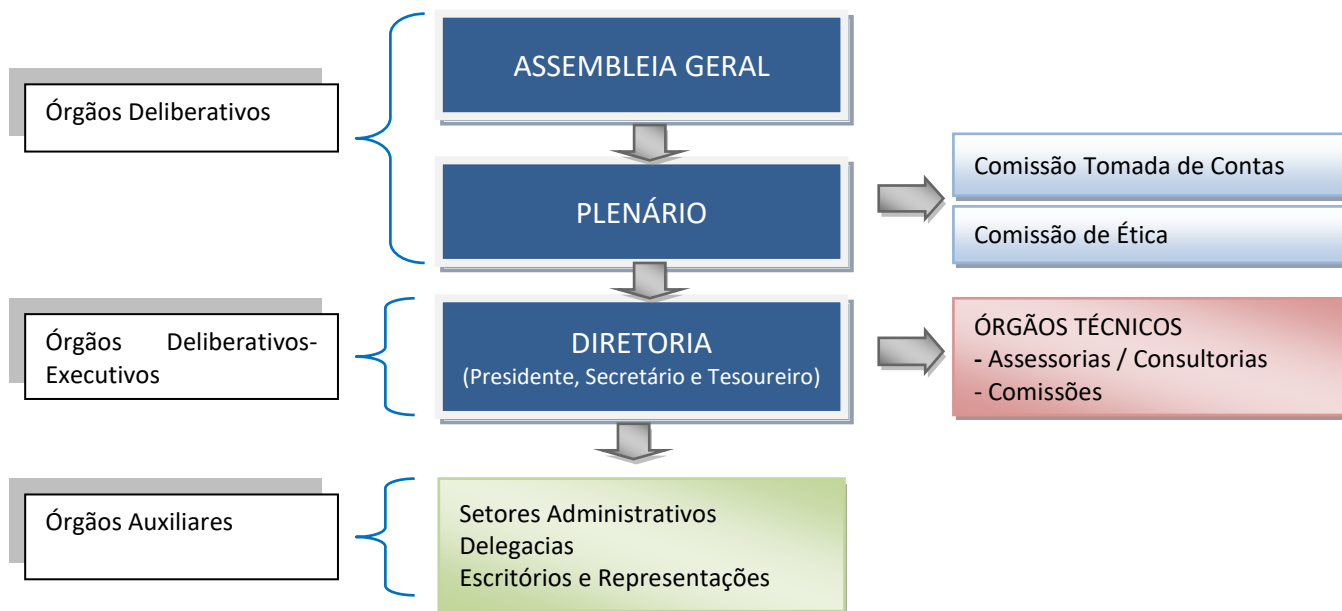 ASSEMBLEIA GERAL
Órgãos Deliberativos
PLENÁRIO
Comissão Tomada de Contas
Comissão de Ética
Órgãos Deliberativos-
Executivos
DIRETORIA
(Presidente, Secretário e Tesoureiro)
ÓRGÃOS TÉCNICOS
- Assessorias / Consultorias
- Comissões
Órgãos Auxiliares
Setores Administrativos
Delegacias
Escritórios e Representações